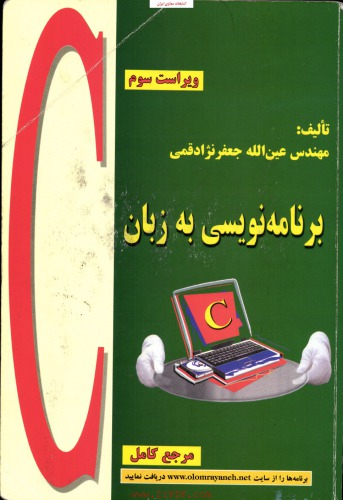 ویراست سوم
تألیف:
مهندس عین‌الله جعفرنژادقمی
برنامه‌نویسی به زبان
C
C
مرجع کامل
برنامه‌ها را از سایت www.olomrayaneh.net دریافت نمایید